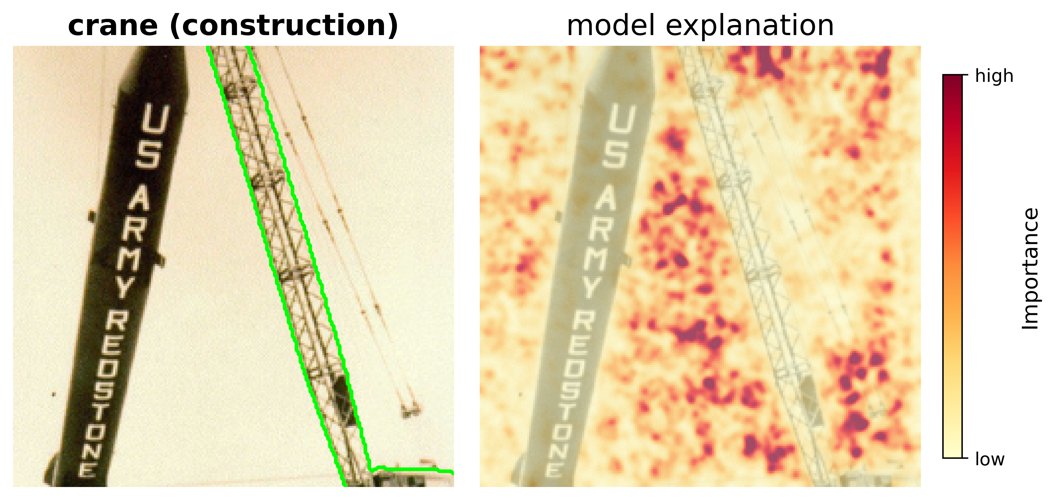 crane (construction)
model explanation
US ARMY REDSTONE
US ARMY REDSTONE
high
Importance
low